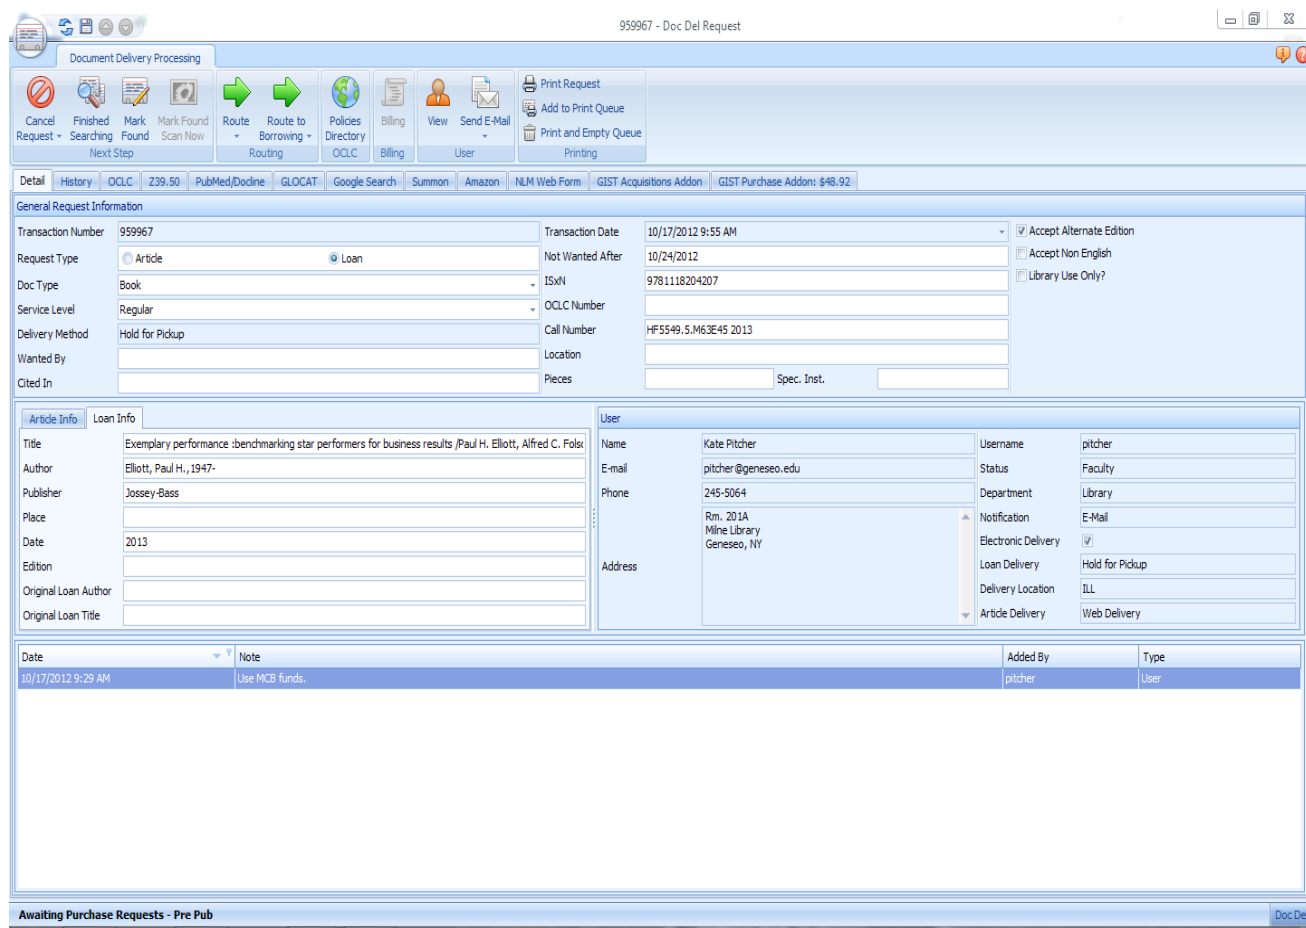 959967 - Doc Del Request
Document Delivery Processing
Cancel Request
Finished Searching
Mark Found
Mark Found Scan Now
Next Step
Route
Route to Borrowing
Routing
Policies Directory
OCLC
Billing
Billing
View
Send E-Mail
User
Print Request
Add to Print Queue
Print and Empty Queue
Printing
Detail History OCLC Z39.50 PubMed/Docline GLOCAT Google Search Summon Amazon NLM Web Form GIST Acquisitions Addon GIST Purchase Addon: $48.92
General Request Information
Transaction Number 959967
Request Type Article Loan
Doc Type Book
Service Level Regular
Delivery Method Hold for Pickup
Wanted By
Cited In
Transaction Date 10/17/2012 9:55 AM
Not Wanted After 10/24/2012
ISxN 9781118204207
OCLC Number
Call Number HF5549.5.M63E45 2013
Location
Pieces Spec. Inst.
Accept Alternate Edition
Accept Non English
Library Use Only?
Article Info Loan Info
Title Exemplary performance :benchmarking star performers for business results /Paul H. Elliott, Alfred C. Folsc
Author Elliott, Paul H.,1947-
Publisher Jossey-Bass
Place
Date 2013
Edition
Original Loan Author
Original Loan Title
User
Name Kate Pitcher
E-mail pitcher@geneseo.edu
Phone 245-5064
Address Rm. 201A
Milne Library
Geneseo, NY
Username pitcher
Status Faculty
Department Library
Notification E-Mail
Electronic Delivery
Loan Delivery Hold for Pickup
Delivery Location ILL
Article Delivery Web Delivery
Date Note Added By Type
10/17/2012 9:29 AM Use MCB funds. pitcher User
Awaiting Purchase Requests - Pre Pub
Doc De